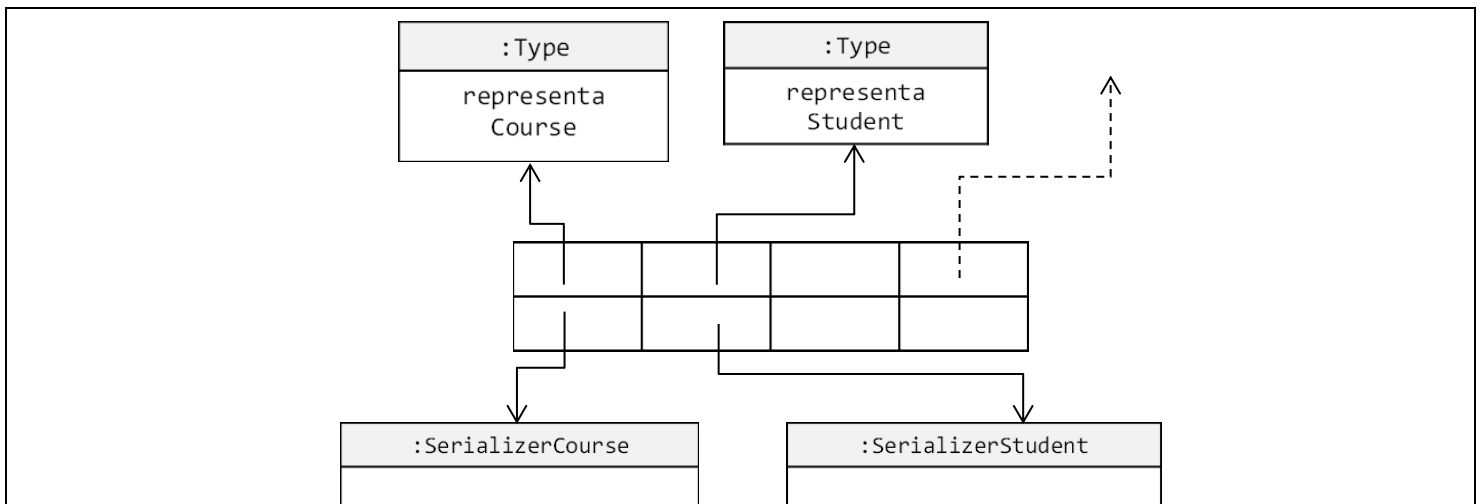 :Type
representa
Course
:Type
representa
Student
:SerializerCourse
:SerializerStudent